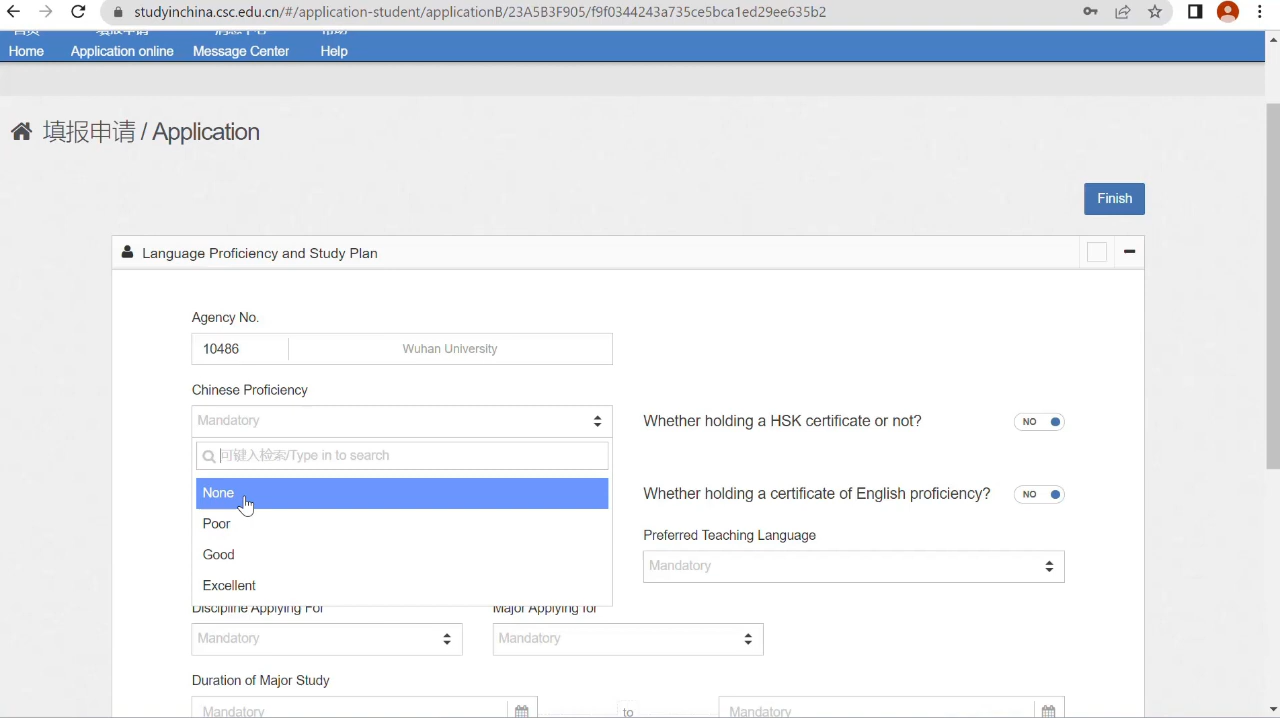 studyinchina.csc.edu.cn/#/application-student/applicationB/23A5B3F905/f9f0344243a735ce5bca1ed29ee635b2
Home Application online Message Center Help
填报申请 / Application
Finish
Language Proficiency and Study Plan
Agency No.
10486 Wuhan University
Chinese Proficiency
Mandatory
Whether holding a HSK certificate or not? NO
可键入检索/Type in to search
None
Whether holding a certificate of English proficiency? NO
Poor
Preferred Teaching Language
Good
Mandatory
Excellent
Discipline Applying For Major Applying for
Mandatory Mandatory
Duration of Major Study
Mandatory to Mandatory